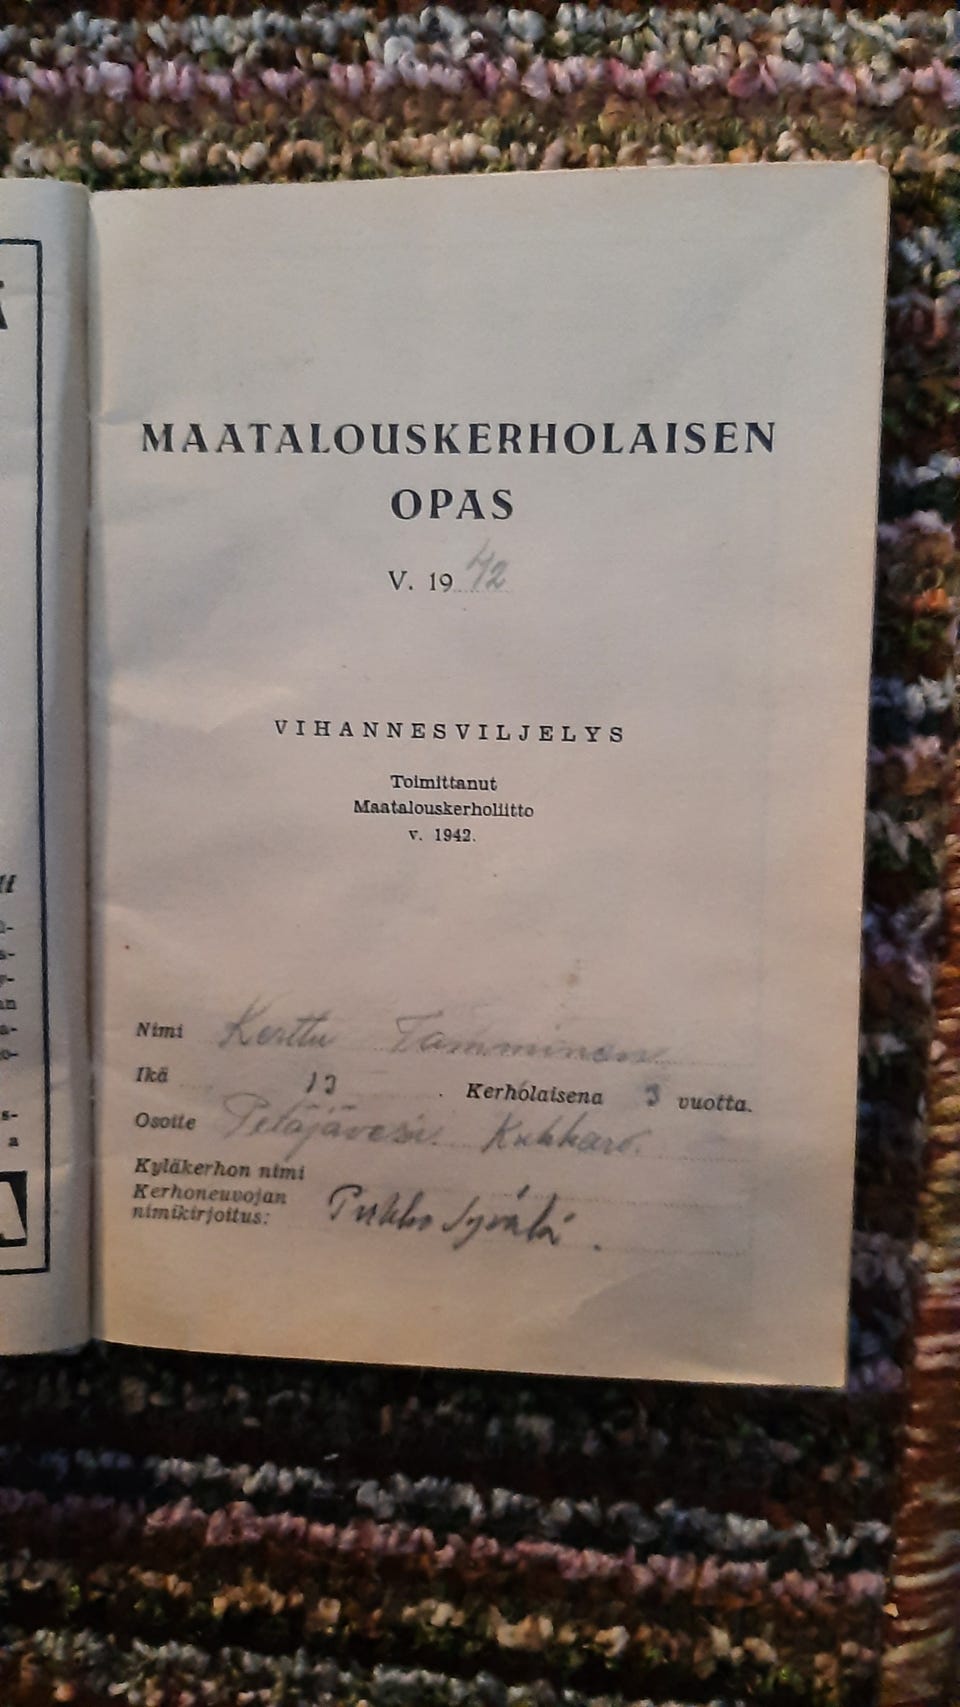 MAATALOUSKERHOLAISEN
OPAS
V. 1942
VIHANNESVILJELYS
Toimittanut
Maatalouskerholiitto
v. 1942.
Nimi Kerttu Tamminen
Ikä 13 Kerholaisena 3 vuotta.
Osoite Petäjävesi. Kukkaro.
Kyläkerhon nimi
Kerhoneuvojan
nimikirjoitus: